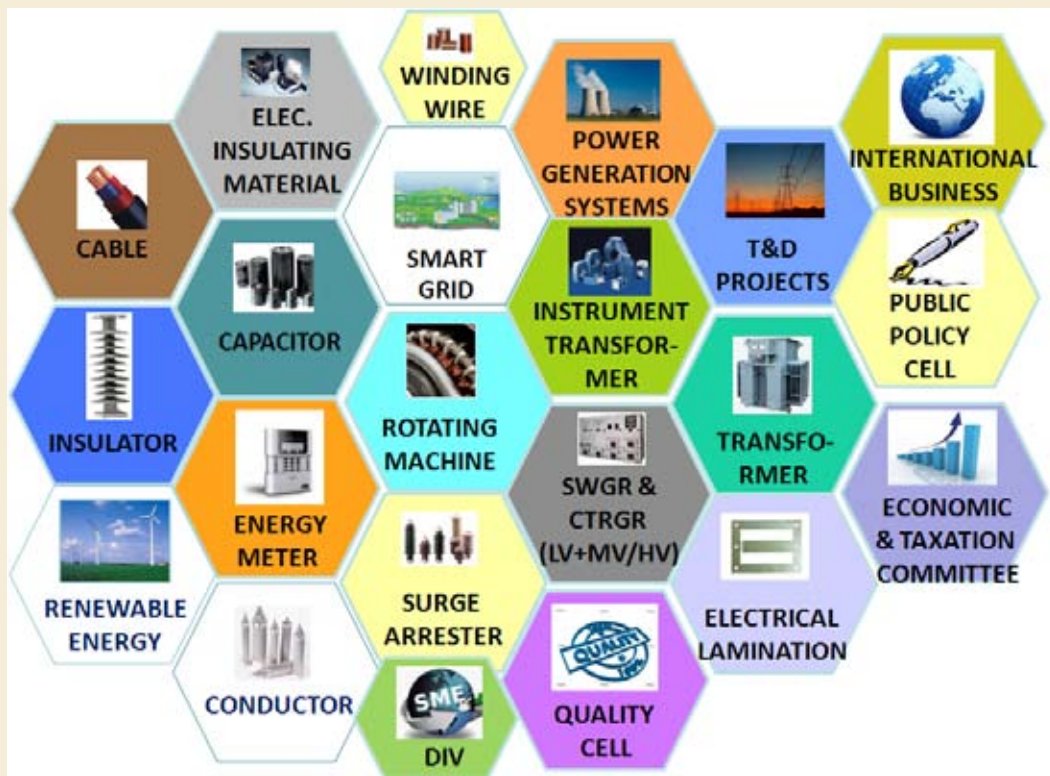 WINDING
WIRE
ELEC.
INSULATING
MATERIAL
POWER
GENERATION
SYSTEMS
INTERNATIONAL
BUSINESS
CABLE
SMART
GRID
T&D
PROJECTS
CAPACITOR
INSTRUMENT
TRANSFOR-
MER
PUBLIC
POLICY
CELL
INSULATOR
ROTATING
MACHINE
TRANSFO-
RMER
ENERGY
METER
SWGR &
CTRGR
(LV+MV/HV)
ECONOMIC
& TAXATION
COMMITTEE
RENEWABLE
ENERGY
SURGE
ARRESTER
ELECTRICAL
LAMINATION
CONDUCTOR
SME
DIV
QUALITY
QUALITY
CELL